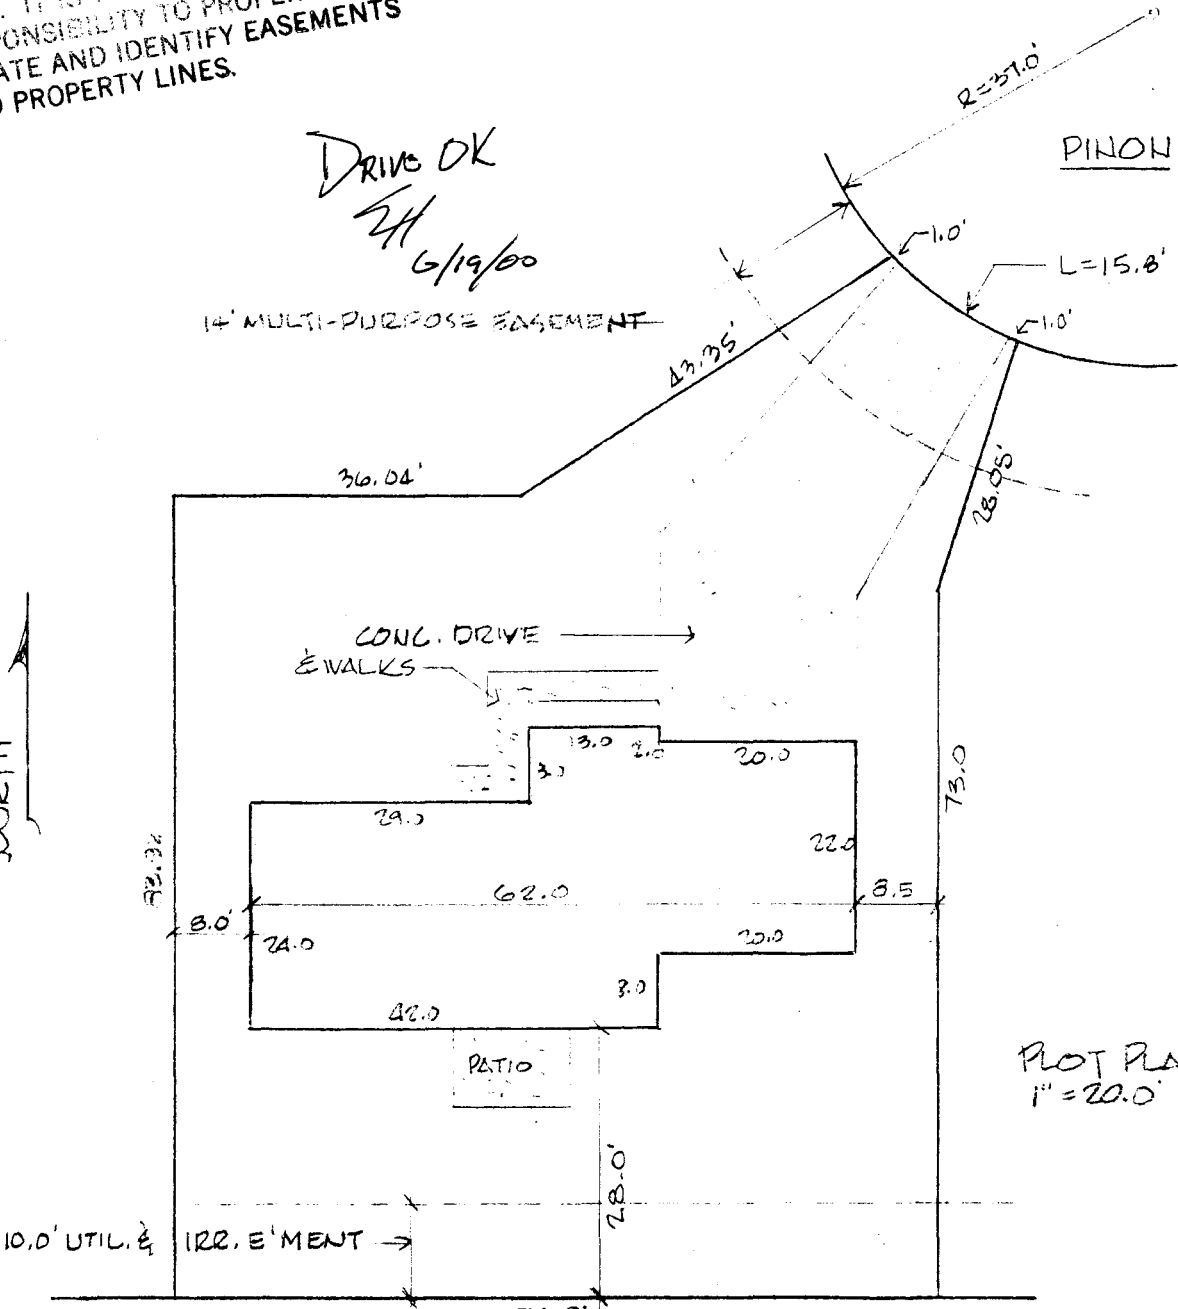 PONSIBILITY TO
ATE AND IDENTIFY EASEMENTS
PROPERTY LINES.
DRIVE OK
6/19/00
R=37.0'
PINON
1.0'
L=15.8'
1.0'
14' MULTI-PURPOSE EASEMENT
43.35'
36.04'
28.05'
CONC. DRIVE
& WALKS
13.0
2.0
20.0
3.0
29.0
73.0
22.0
62.0
8.5
8.0'
24.0
20.0
3.0
42.0
PATIO
PLOT PLA
1" = 20.0'
28.0'
10.0' UTIL. & IRR. E'MENT